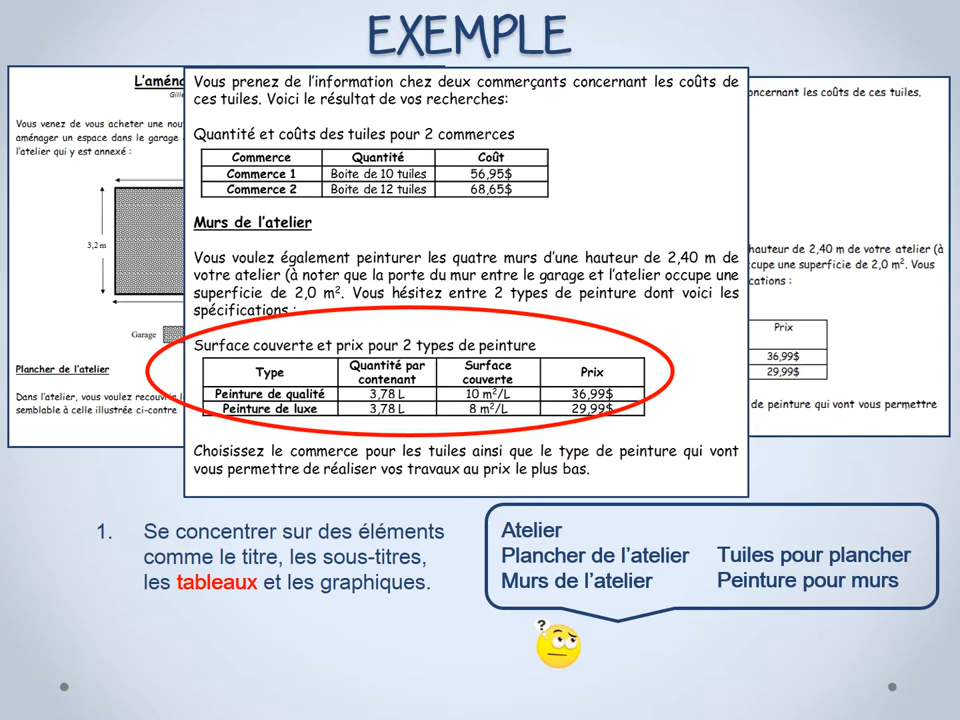 EXEMPLE
L'aména
Gille
Vous venez de vous acheter une nou
aménager un espace dans le garage
l'atelier qui y est annexé :
3,2 m
Garage
Plancher de l'atelier
Dans l'atelier, vous voulez recouvrir l
semblable à celle illustrée ci-contre
Vous prenez de l'information chez deux commerçants concernant les coûts de
ces tuiles. Voici le résultat de vos recherches:
Quantité et coûts des tuiles pour 2 commerces
Commerce Quantité Coût
Commerce 1 Boite de 10 tuiles 56,95$
Commerce 2 Boite de 12 tuiles 68,65$
Murs de l'atelier
Vous voulez également peinturer les quatre murs d'une hauteur de 2,40 m de
votre atelier (à noter que la porte du mur entre le garage et l'atelier occupe une
superficie de 2,0 m². Vous hésitez entre 2 types de peinture dont voici les
spécifications :
Surface couverte et prix pour 2 types de peinture
Type Quantité par contenant Surface couverte Prix
Peinture de qualité 3,78 L 10 m²/L 36,99$
Peinture de luxe 3,78 L 8 m²/L 29,99$
Choisissez le commerce pour les tuiles ainsi que le type de peinture qui vont
vous permettre de réaliser vos travaux au prix le plus bas.
oncernant les coûts de ces tuiles.
hauteur de 2,40 m de votre atelier (à
cupe une superficie de 2,0 m². Vous
cations :
Prix
36,99$
29,99$
de peinture qui vont vous permettre
1. Se concentrer sur des éléments
comme le titre, les sous-titres,
les tableaux et les graphiques.
Atelier
Plancher de l'atelier Tuiles pour plancher
Murs de l'atelier Peinture pour murs
?